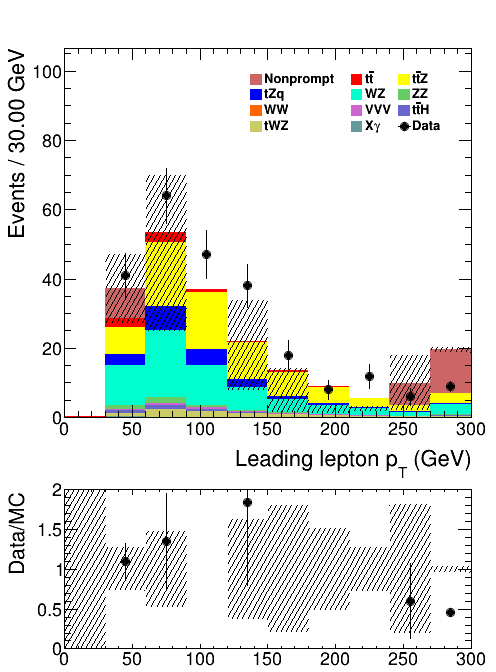 Events / 30.00 GeV
100
80
60
40
20
0
Nonprompt tt̄ tt̄Z
tZq WZ ZZ
WW VVV tt̄H
tWZ Xγ Data
0 50 100 150 200 250 300
Leading lepton p_T (GeV)
Data/MC
2
1.5
1
0.5
0
0 50 100 150 200 250 300